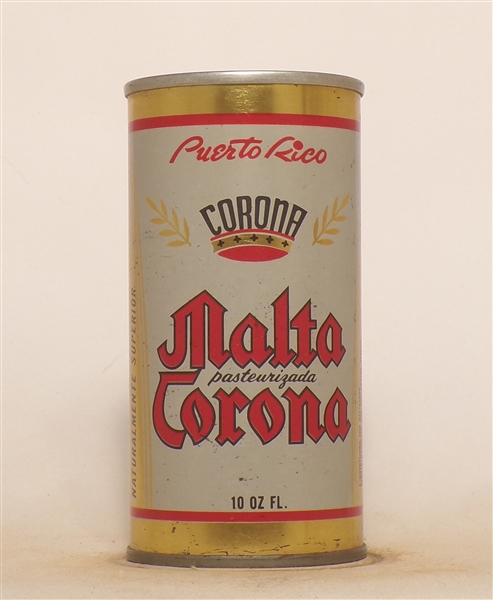 Puerto Rico
CORONA
Malta
pasteurizada
Corona
10 OZ FL.
NATURALMENTE SUPERIOR